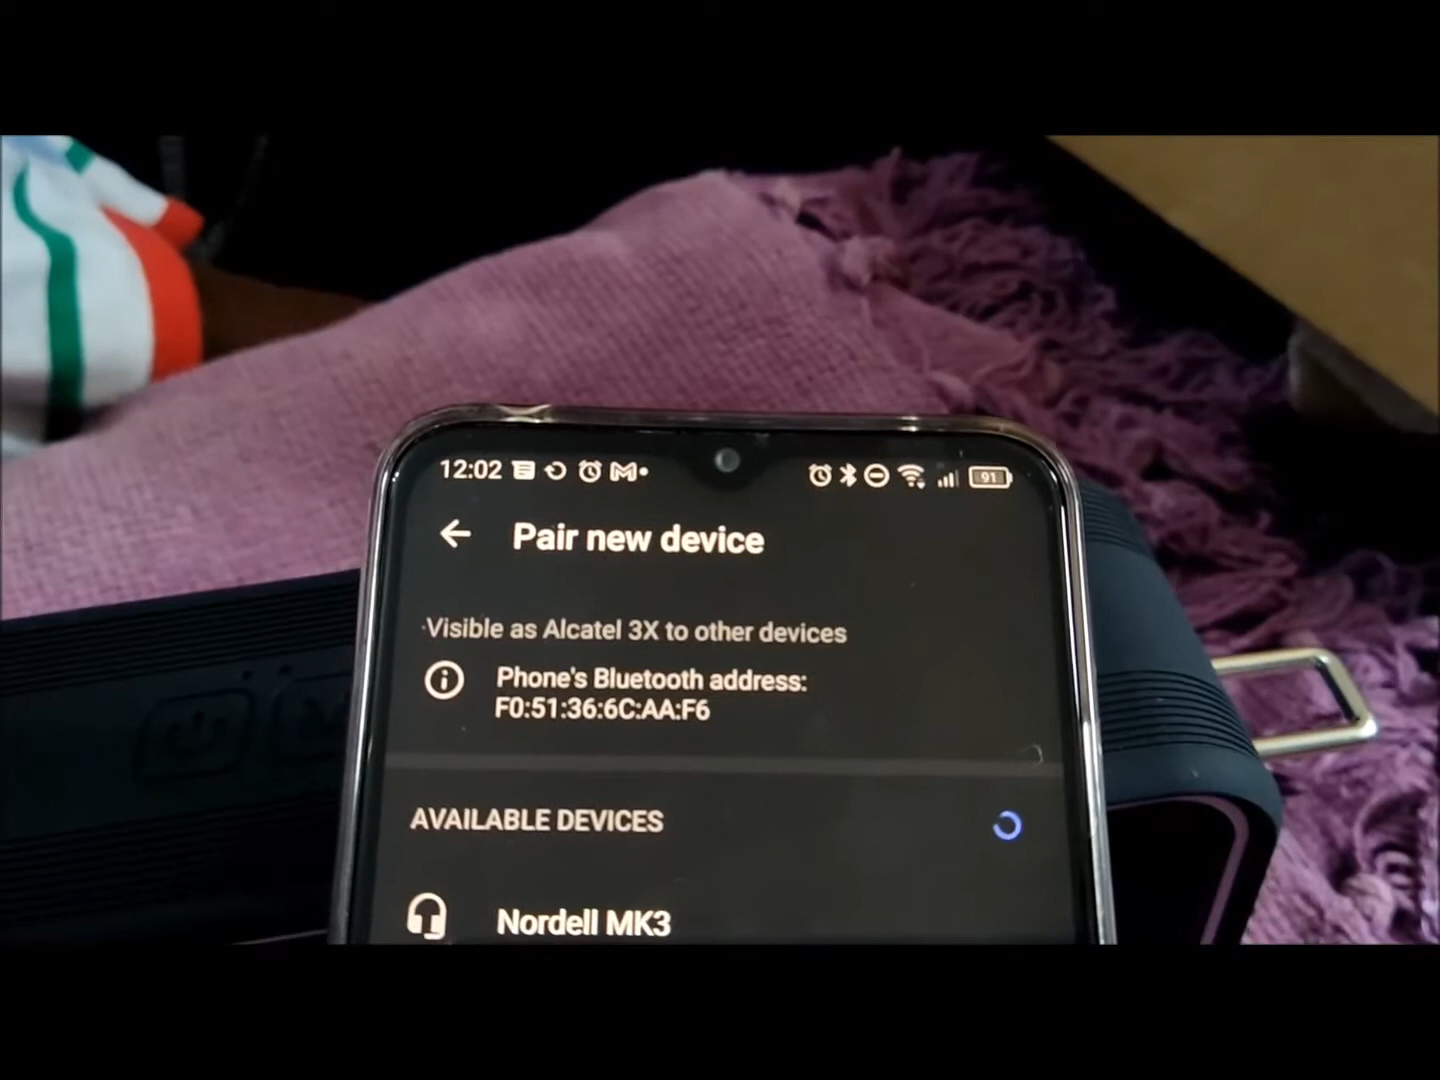 12:02 91
Pair new device
Visible as Alcatel 3X to other devices
Phone's Bluetooth address:
F0:51:36:6C:AA:F6
AVAILABLE DEVICES
Nordell MK3